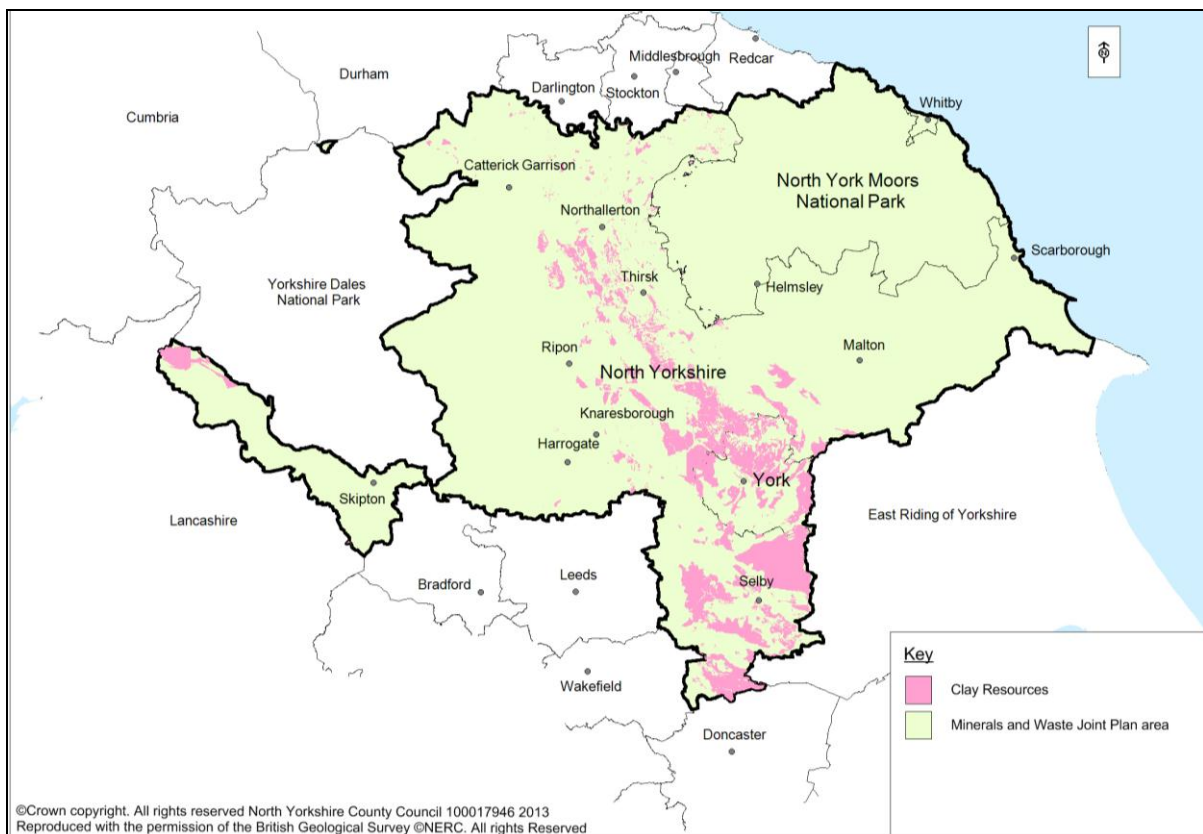 Durham
Middlesbrough
Redcar
Darlington
Stockton
Cumbria
Whitby
Catterick Garrison
North York Moors
National Park
Northallerton
Scarborough
Thirsk
Helmsley
Yorkshire Dales
National Park
Ripon
North Yorkshire
Malton
Knaresborough
Harrogate
York
Skipton
Lancashire
East Riding of Yorkshire
Bradford
Leeds
Selby
Wakefield
Doncaster
Key
Clay Resources
Minerals and Waste Joint Plan area
©Crown copyright. All rights reserved North Yorkshire County Council 100017946 2013
Reproduced with the permission of the British Geological Survey ©NERC. All rights Reserved